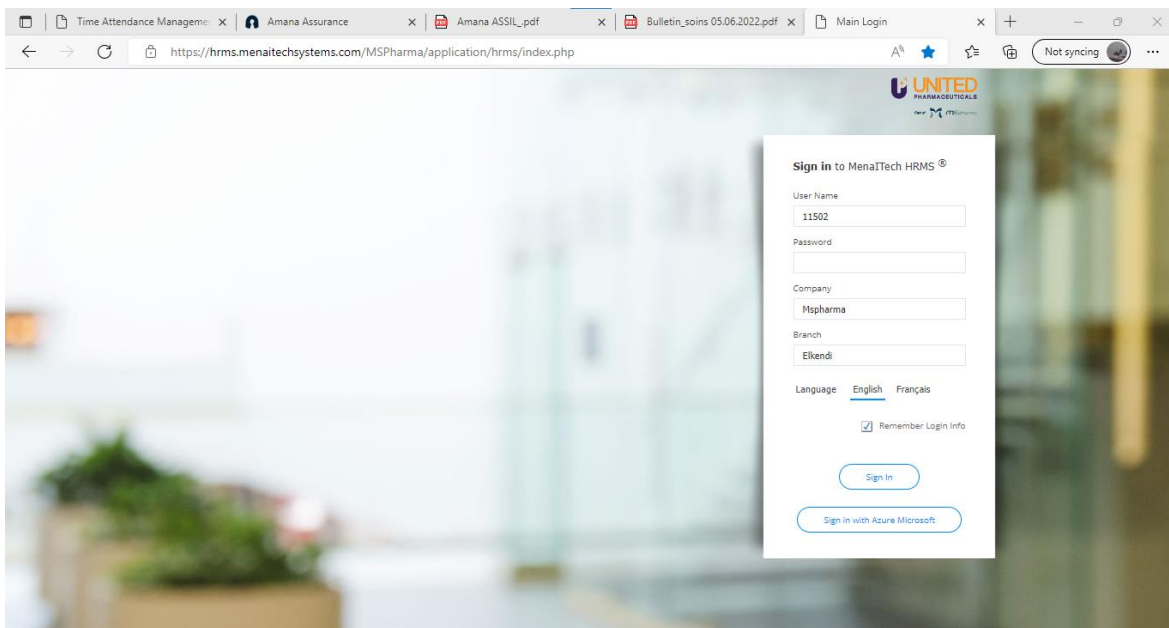 Time Attendance Manageme
Amana Assurance
Amana ASSIL_.pdf
Bulletin_soins 05.06.2022.pdf
Main Login
https://hrms.menaitechsystems.com/MSPharma/application/hrms/index.php
Not syncing
UNITED
PHARMACEUTICALS
Sign in to MenaITech HRMS ®
User Name
11502
Password
Company
Mspharma
Branch
Elkendi
Language English Français
Remember Login Info
Sign In
Sign in with Azure Microsoft